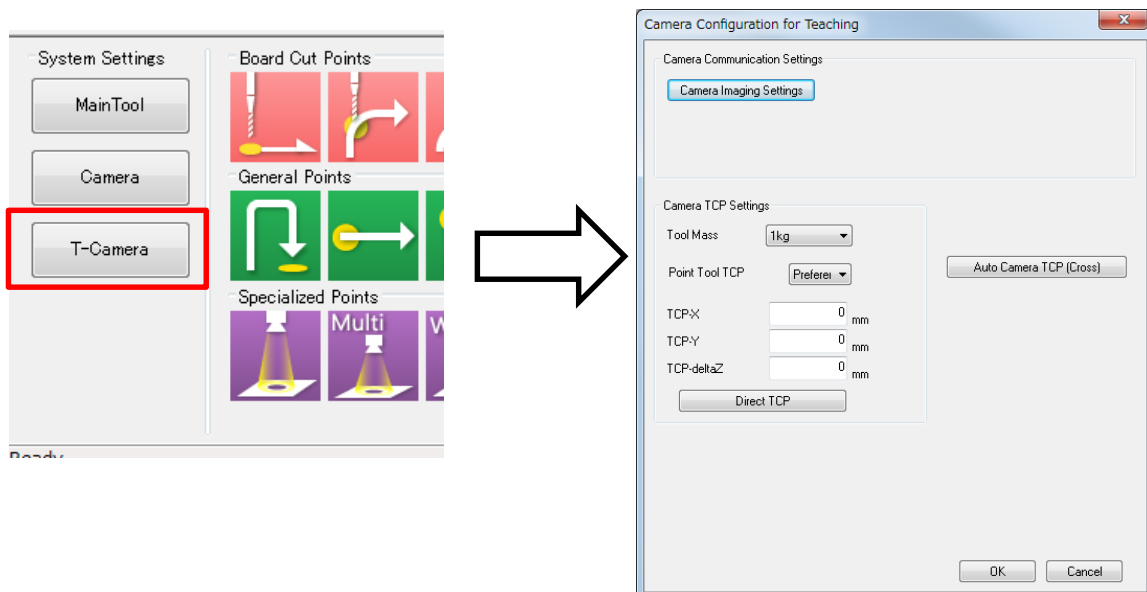 System Settings
MainTool
Camera
T-Camera
Board Cut Points
General Points
Specialized Points
Multi
W
Ready
Camera Configuration for Teaching
Camera Communication Settings
Camera Imaging Settings
Camera TCP Settings
Tool Mass 1kg
Point Tool TCP Preferer
TCP-X 0 mm
TCP-Y 0 mm
TCP-deltaZ 0 mm
Direct TCP
Auto Camera TCP (Cross)
OK Cancel